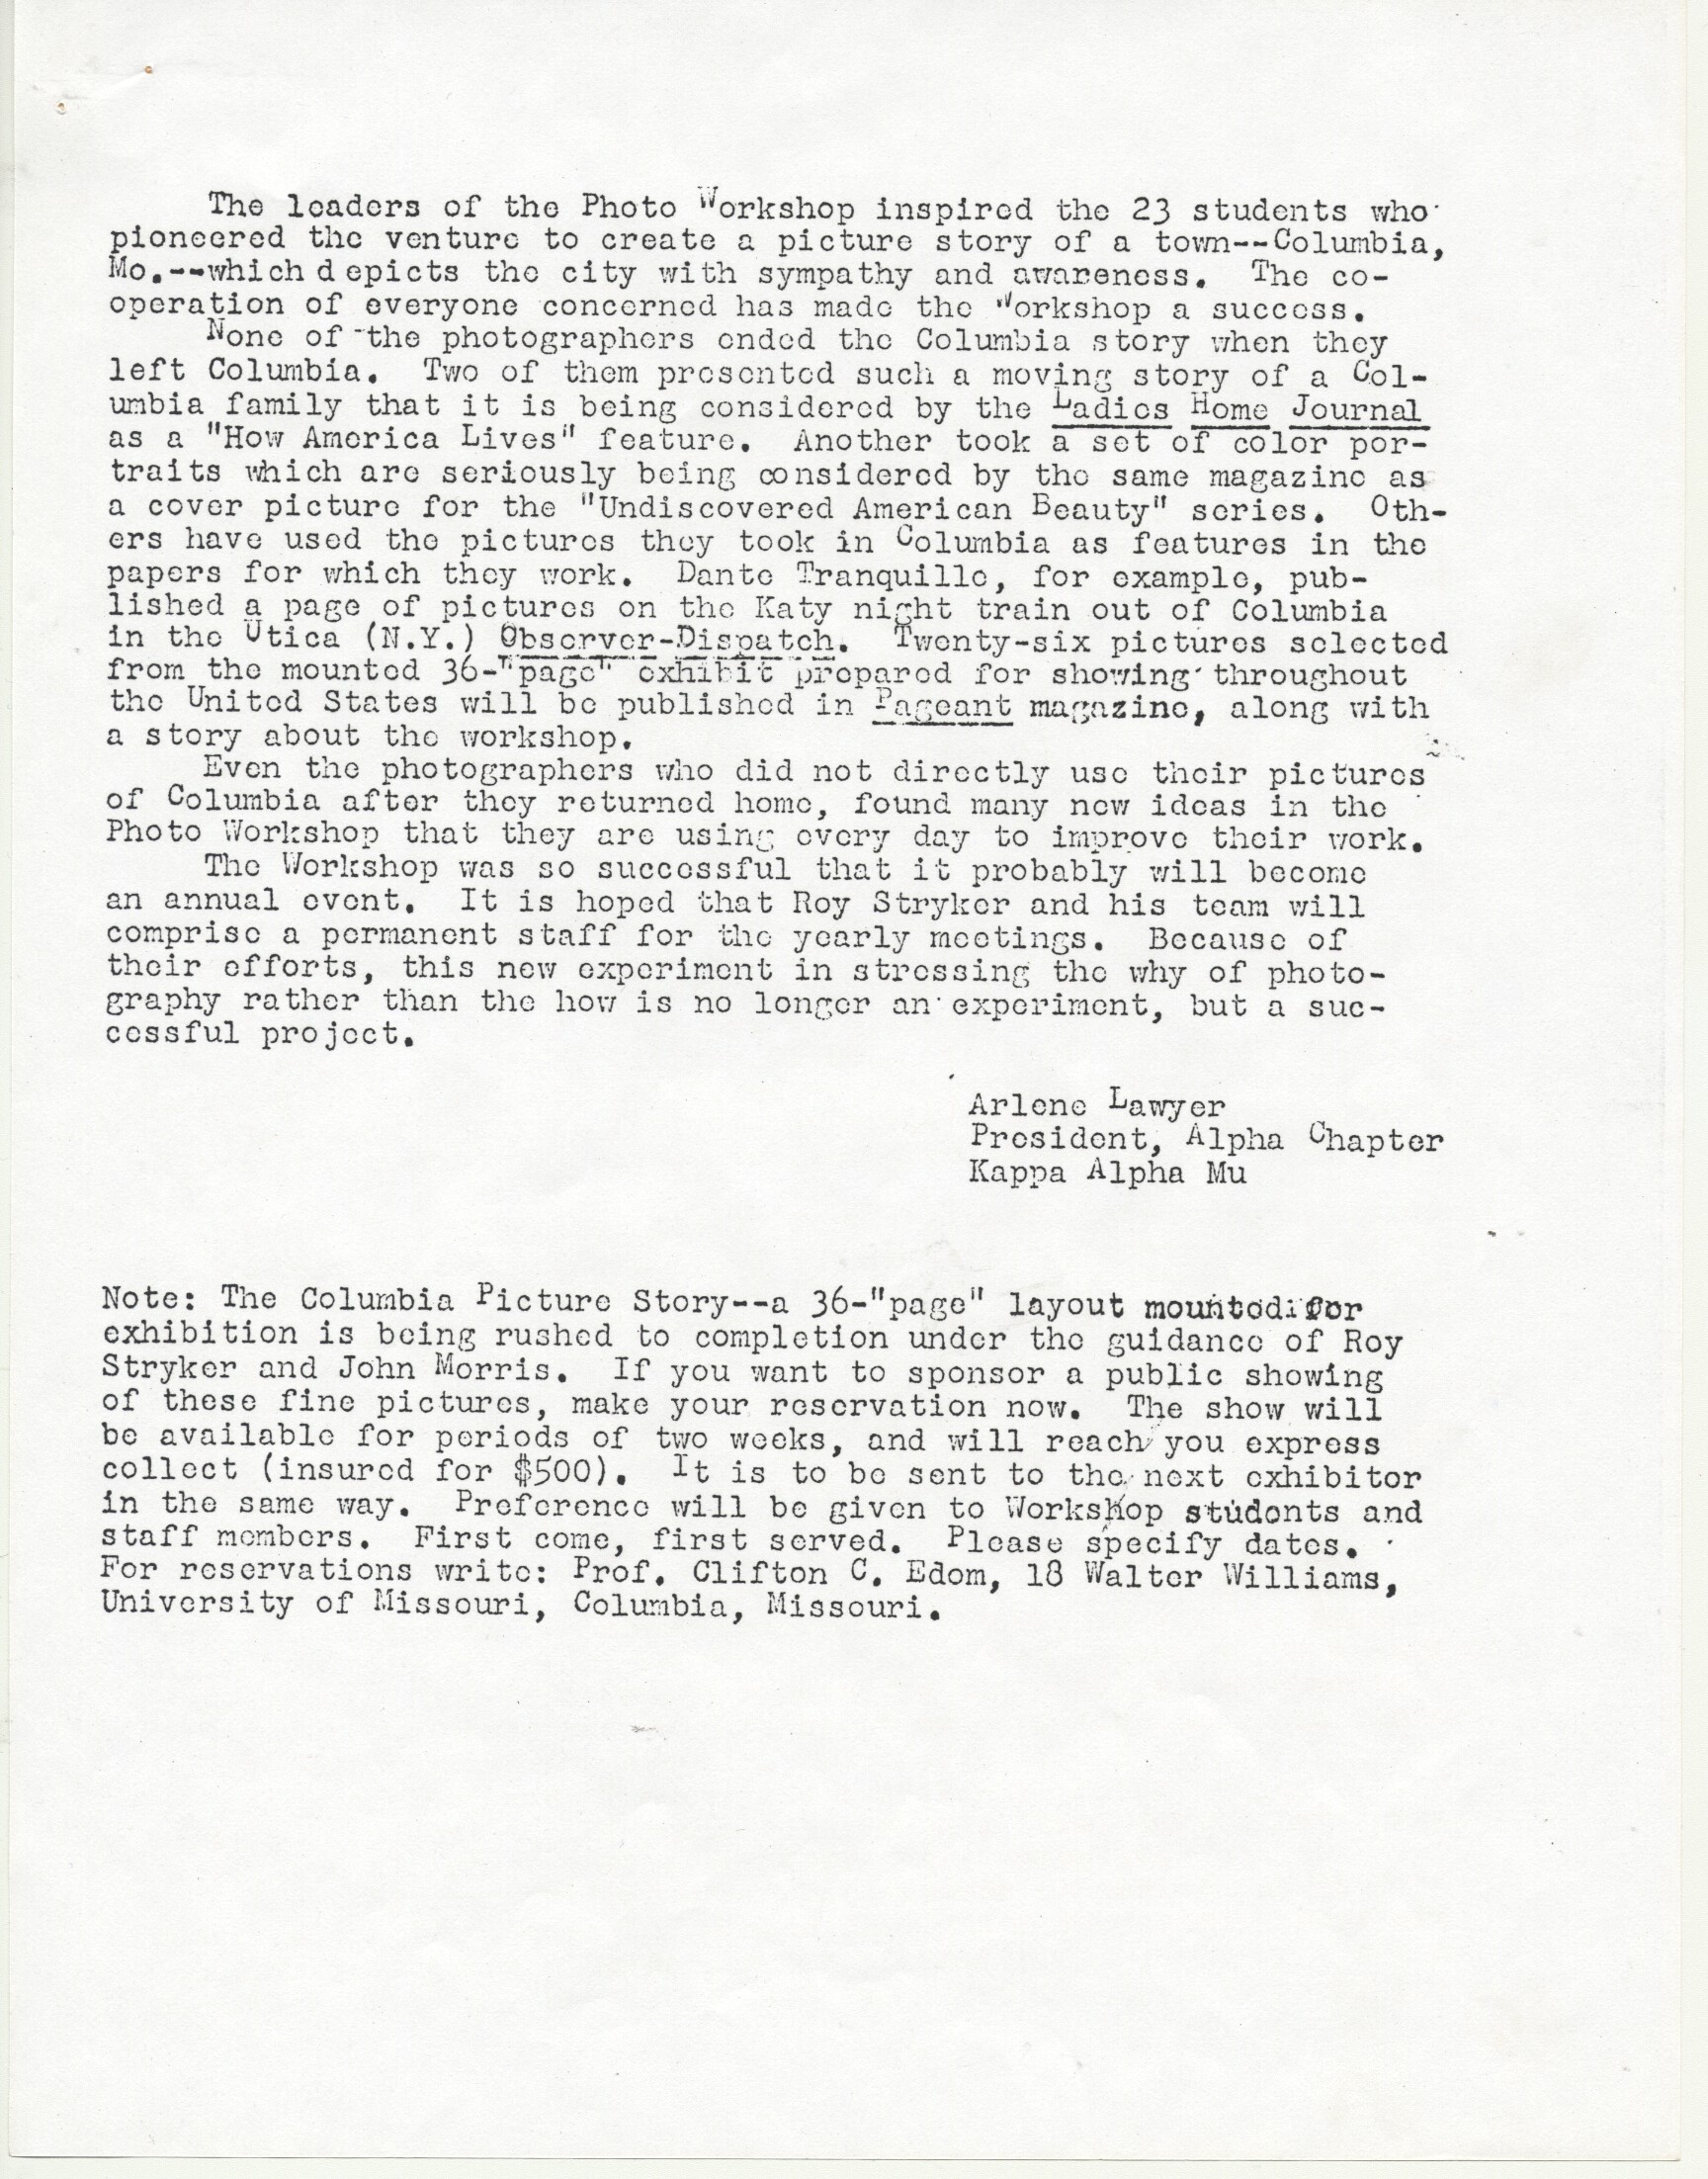 The leaders of the Photo Workshop inspired the 23 students who
pioneered the venture to create a picture story of a town--Columbia,
Mo.--which depicts the city with sympathy and awareness. The co-
operation of everyone concerned has made the Workshop a success.
None of the photographers ended the Columbia story when they
left Columbia. Two of them presented such a moving story of a Col-
umbia family that it is being considered by the Ladies Home Journal
as a "How America Lives" feature. Another took a set of color por-
traits which are seriously being considered by the same magazine as
a cover picture for the "Undiscovered American Beauty" series. Oth-
ers have used the pictures they took in Columbia as features in the
papers for which they work. Dante Tranquille, for example, pub-
lished a page of pictures on the Katy night train out of Columbia
in the Utica (N.Y.) Observer-Dispatch. Twenty-six pictures selected
from the mounted 36-"page" exhibit prepared for showing throughout
the United States will be published in Pageant magazine, along with
a story about the workshop.
Even the photographers who did not directly use their pictures
of Columbia after they returned home, found many new ideas in the
Photo Workshop that they are using every day to improve their work.
The Workshop was so successful that it probably will become
an annual event. It is hoped that Roy Stryker and his team will
comprise a permanent staff for the yearly meetings. Because of
their efforts, this new experiment in stressing the why of photo-
graphy rather than the how is no longer an experiment, but a suc-
cessful project.
Arlene Lawyer
President, Alpha Chapter
Kappa Alpha Mu
Note: The Columbia Picture Story--a 36-"page" layout mounted for
exhibition is being rushed to completion under the guidance of Roy
Stryker and John Morris. If you want to sponsor a public showing
of these fine pictures, make your reservation now. The show will
be available for periods of two weeks, and will reach you express
collect (insured for $500). It is to be sent to the next exhibitor
in the same way. Preference will be given to Workshop students and
staff members. First come, first served. Please specify dates.
For reservations write: Prof. Clifton C. Edom, 18 Walter Williams,
University of Missouri, Columbia, Missouri.